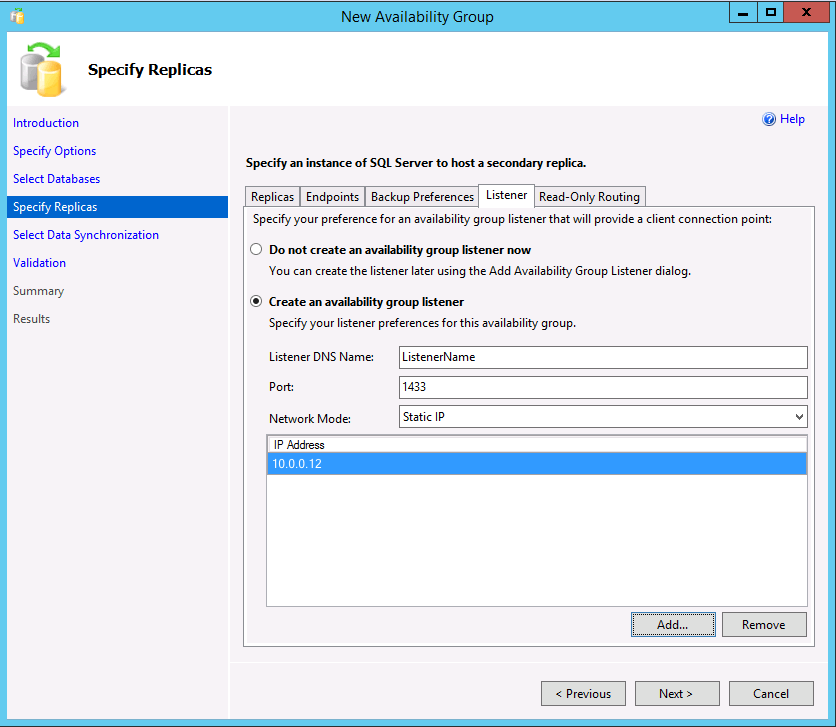 New Availability Group
Specify Replicas
Introduction
Specify Options
Select Databases
Specify Replicas
Select Data Synchronization
Validation
Summary
Results
Help
Specify an instance of SQL Server to host a secondary replica.
Replicas Endpoints Backup Preferences Listener Read-Only Routing
Specify your preference for an availability group listener that will provide a client connection point:
Do not create an availability group listener now
You can create the listener later using the Add Availability Group Listener dialog.
Create an availability group listener
Specify your listener preferences for this availability group.
Listener DNS Name: ListenerName
Port: 1433
Network Mode: Static IP
IP Address
10.0.0.12
Add... Remove
< Previous Next > Cancel